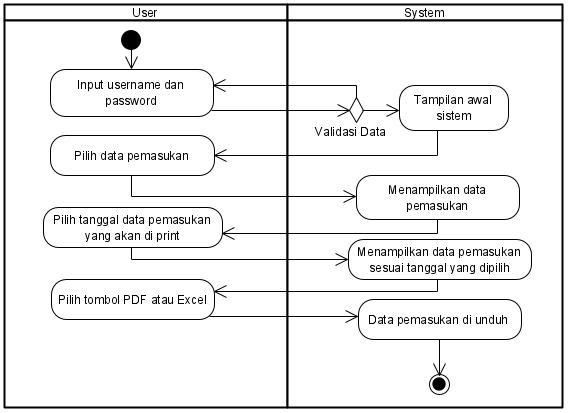 User
System
Input username dan
password
Validasi Data
Tampilan awal
sistem
Pilih data pemasukan
Menampilkan data
pemasukan
Pilih tanggal data pemasukan
yang akan di print
Menampilkan data pemasukan
sesuai tanggal yang dipilih
Pilih tombol PDF atau Excel
Data pemasukan di unduh